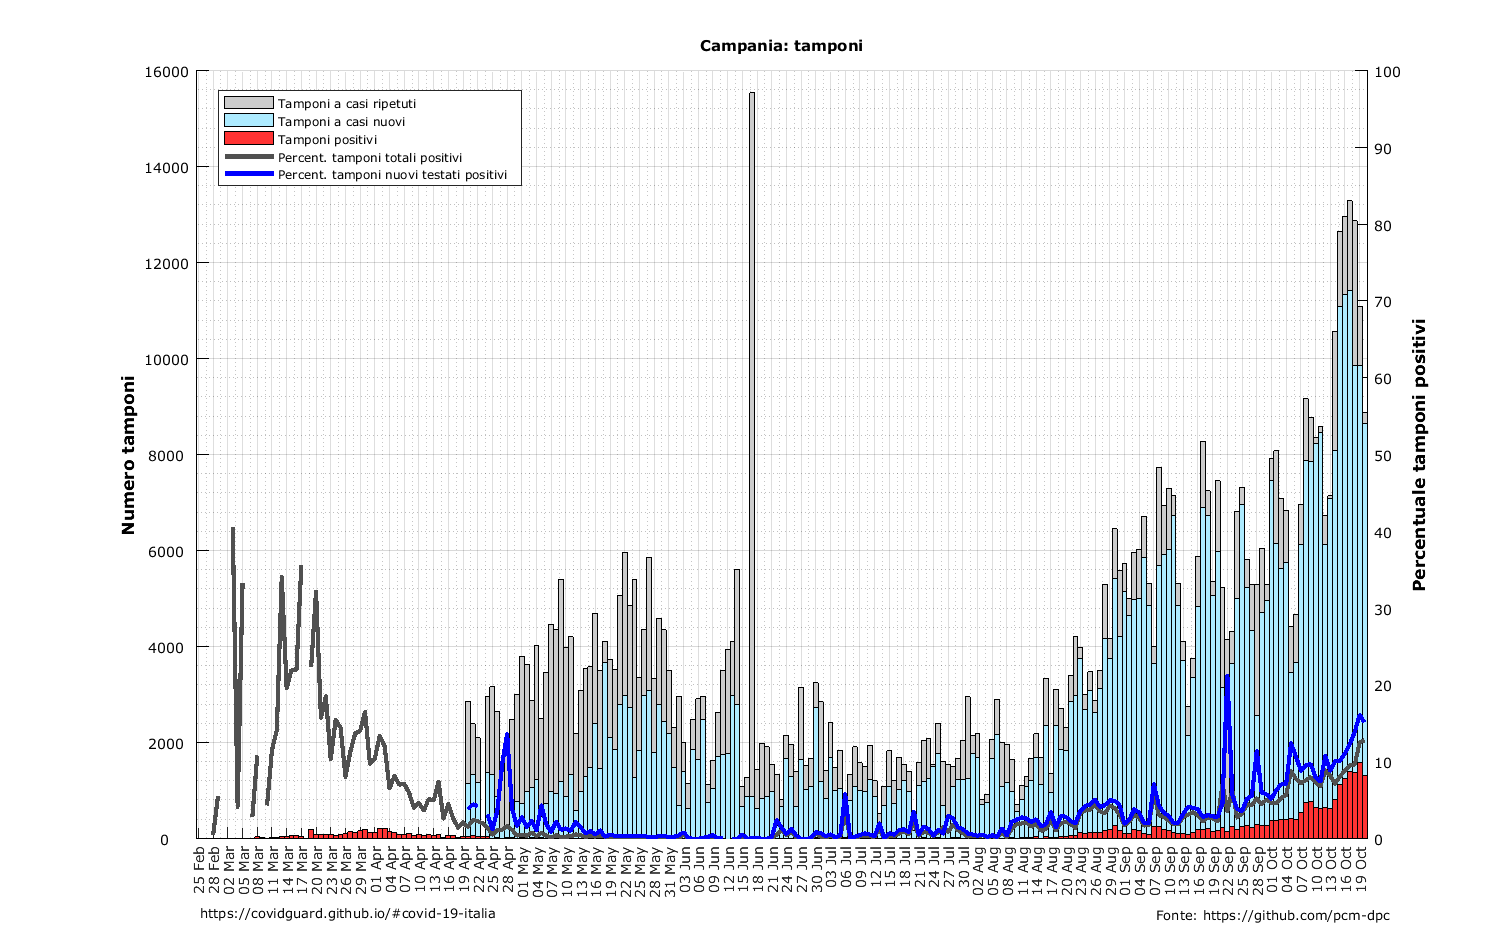 Campania: tamponi
Tamponi a casi ripetuti
Tamponi a casi nuovi
Tamponi positivi
Percent. tamponi totali positivi
Percent. tamponi nuovi testati positivi
Numero tamponi
16000
14000
12000
10000
8000
6000
4000
2000
0
Percentuale tamponi positivi
100
90
80
70
60
50
40
30
20
10
0
25 Feb
28 Feb
02 Mar
05 Mar
08 Mar
11 Mar
14 Mar
17 Mar
20 Mar
23 Mar
26 Mar
29 Mar
01 Apr
04 Apr
07 Apr
10 Apr
13 Apr
16 Apr
19 Apr
22 Apr
25 Apr
28 Apr
01 May
04 May
07 May
10 May
13 May
16 May
19 May
22 May
25 May
28 May
31 May
03 Jun
06 Jun
09 Jun
12 Jun
15 Jun
18 Jun
21 Jun
24 Jun
27 Jun
30 Jun
03 Jul
06 Jul
09 Jul
12 Jul
15 Jul
18 Jul
21 Jul
24 Jul
27 Jul
30 Jul
02 Aug
05 Aug
08 Aug
11 Aug
14 Aug
17 Aug
20 Aug
23 Aug
26 Aug
29 Aug
01 Sep
04 Sep
07 Sep
10 Sep
13 Sep
16 Sep
19 Sep
22 Sep
25 Sep
28 Sep
01 Oct
04 Oct
07 Oct
10 Oct
13 Oct
16 Oct
19 Oct
https://covidguard.github.io/#covid-19-italia
Fonte: https://github.com/pcm-dpc